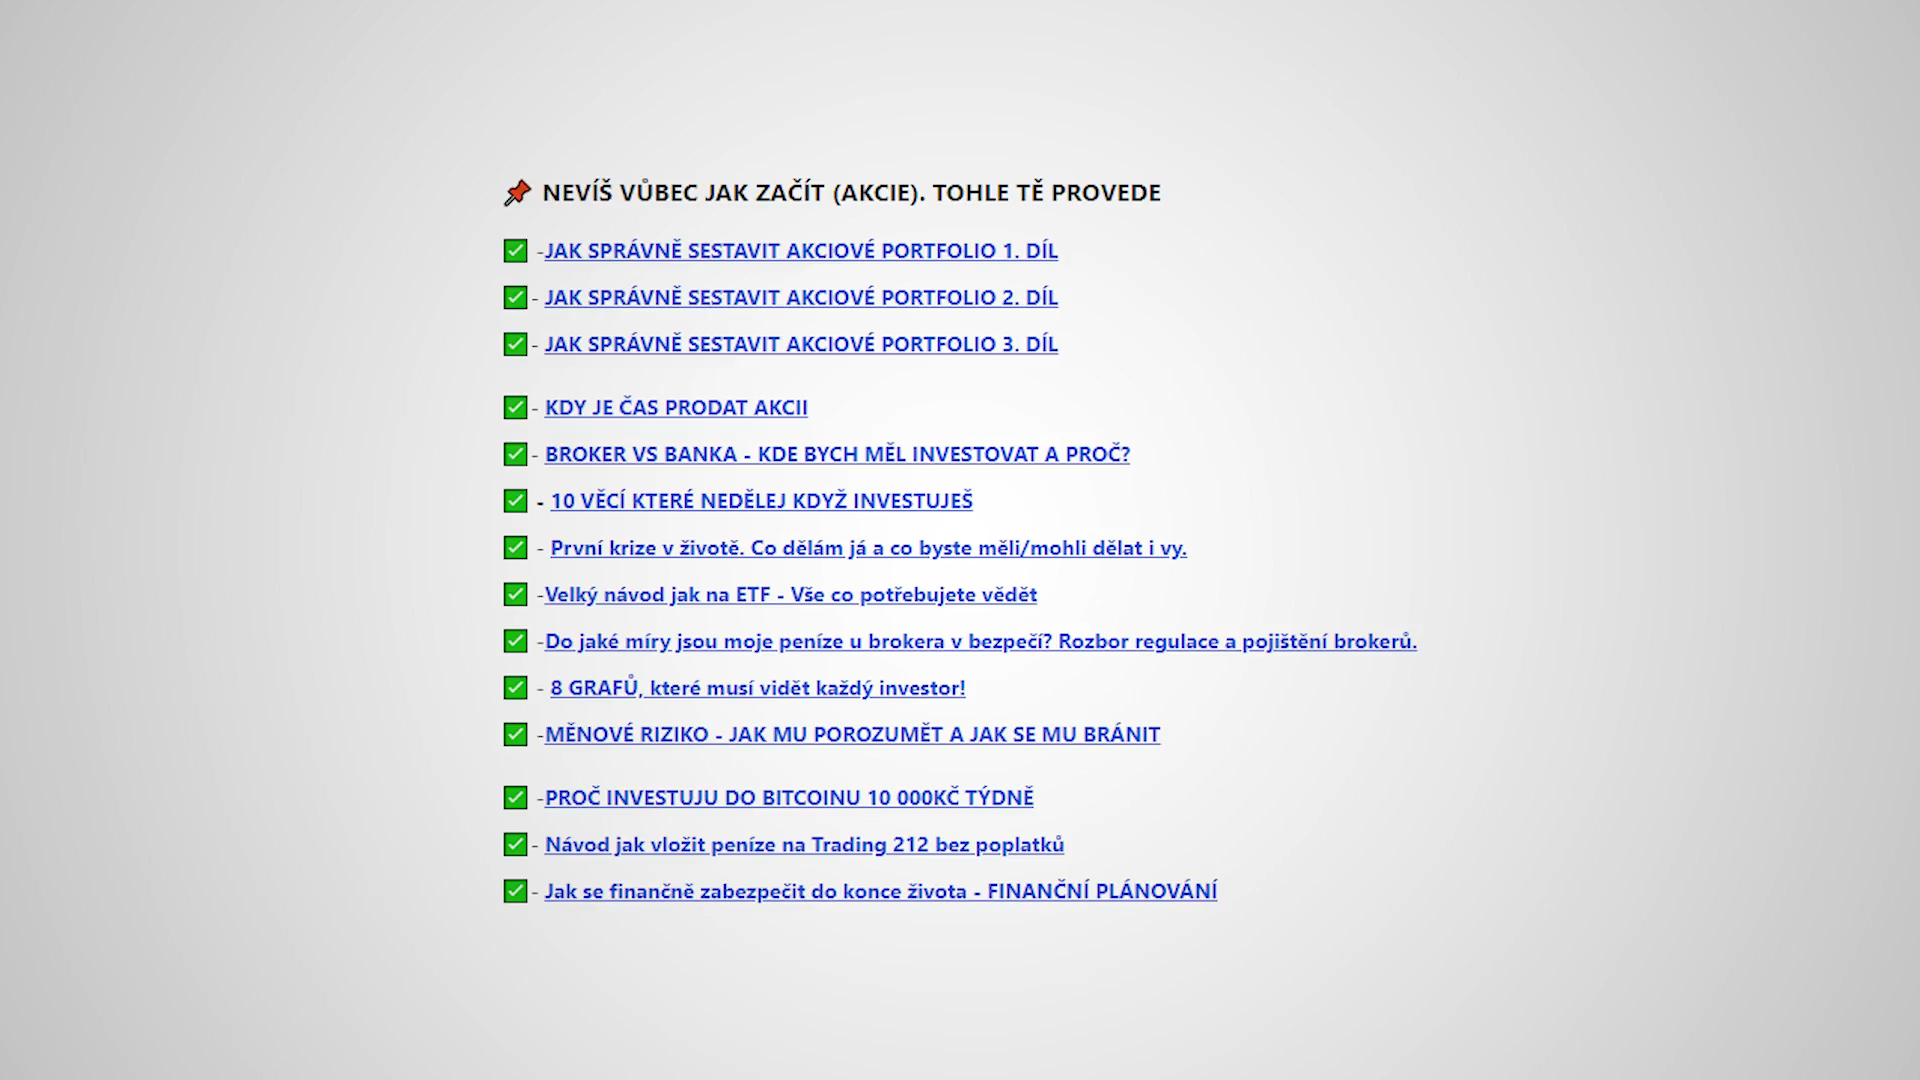 📌 NEVÍŠ VŮBEC JAK ZAČÍT (AKCIE). TOHLE TĚ PROVEDE
✅ -JAK SPRÁVNĚ SESTAVIT AKCIOVÉ PORTFOLIO 1. DÍL
✅ - JAK SPRÁVNĚ SESTAVIT AKCIOVÉ PORTFOLIO 2. DÍL
✅ - JAK SPRÁVNĚ SESTAVIT AKCIOVÉ PORTFOLIO 3. DÍL
✅ - KDY JE ČAS PRODAT AKCII
✅ - BROKER VS BANKA - KDE BYCH MĚL INVESTOVAT A PROČ?
✅ - 10 VĚCÍ KTERÉ NEDĚLEJ KDYŽ INVESTUJEŠ
✅ - První krize v životě. Co dělám já a co byste měli/mohli dělat i vy.
✅ -Velký návod jak na ETF - Vše co potřebujete vědět
✅ -Do jaké míry jsou moje peníze u brokera v bezpečí? Rozbor regulace a pojištění brokerů.
✅ - 8 GRAFŮ, které musí vidět každý investor!
✅ -MĚNOVÉ RIZIKO - JAK MU POROZUMĚT A JAK SE MU BRÁNIT
✅ -PROČ INVESTUJU DO BITCOINU 10 000KČ TÝDNĚ
✅ - Návod jak vložit peníze na Trading 212 bez poplatků
✅ - Jak se finančně zabezpečit do konce života - FINANČNÍ PLÁNOVÁNÍ